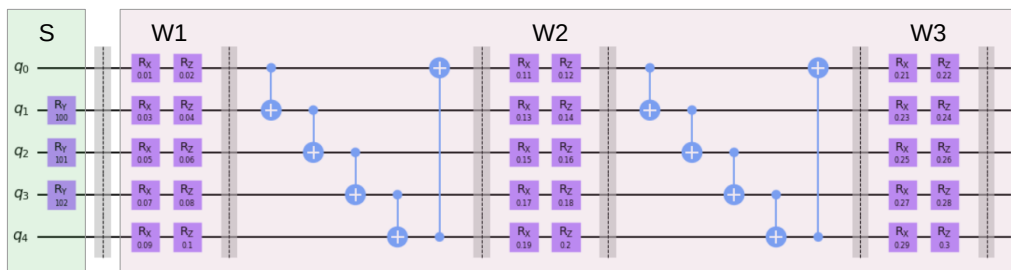 S W1 W2 W3
q0 RX 0.01 RZ 0.02 RX 0.11 RZ 0.12 RX 0.21 RZ 0.22
q1 RY 100 RX 0.03 RZ 0.04 RX 0.13 RZ 0.14 RX 0.23 RZ 0.24
q2 RY 101 RX 0.05 RZ 0.06 RX 0.15 RZ 0.16 RX 0.25 RZ 0.26
q3 RY 102 RX 0.07 RZ 0.08 RX 0.17 RZ 0.18 RX 0.27 RZ 0.28
q4 RX 0.09 RZ 0.1 RX 0.19 RZ 0.2 RX 0.29 RZ 0.3